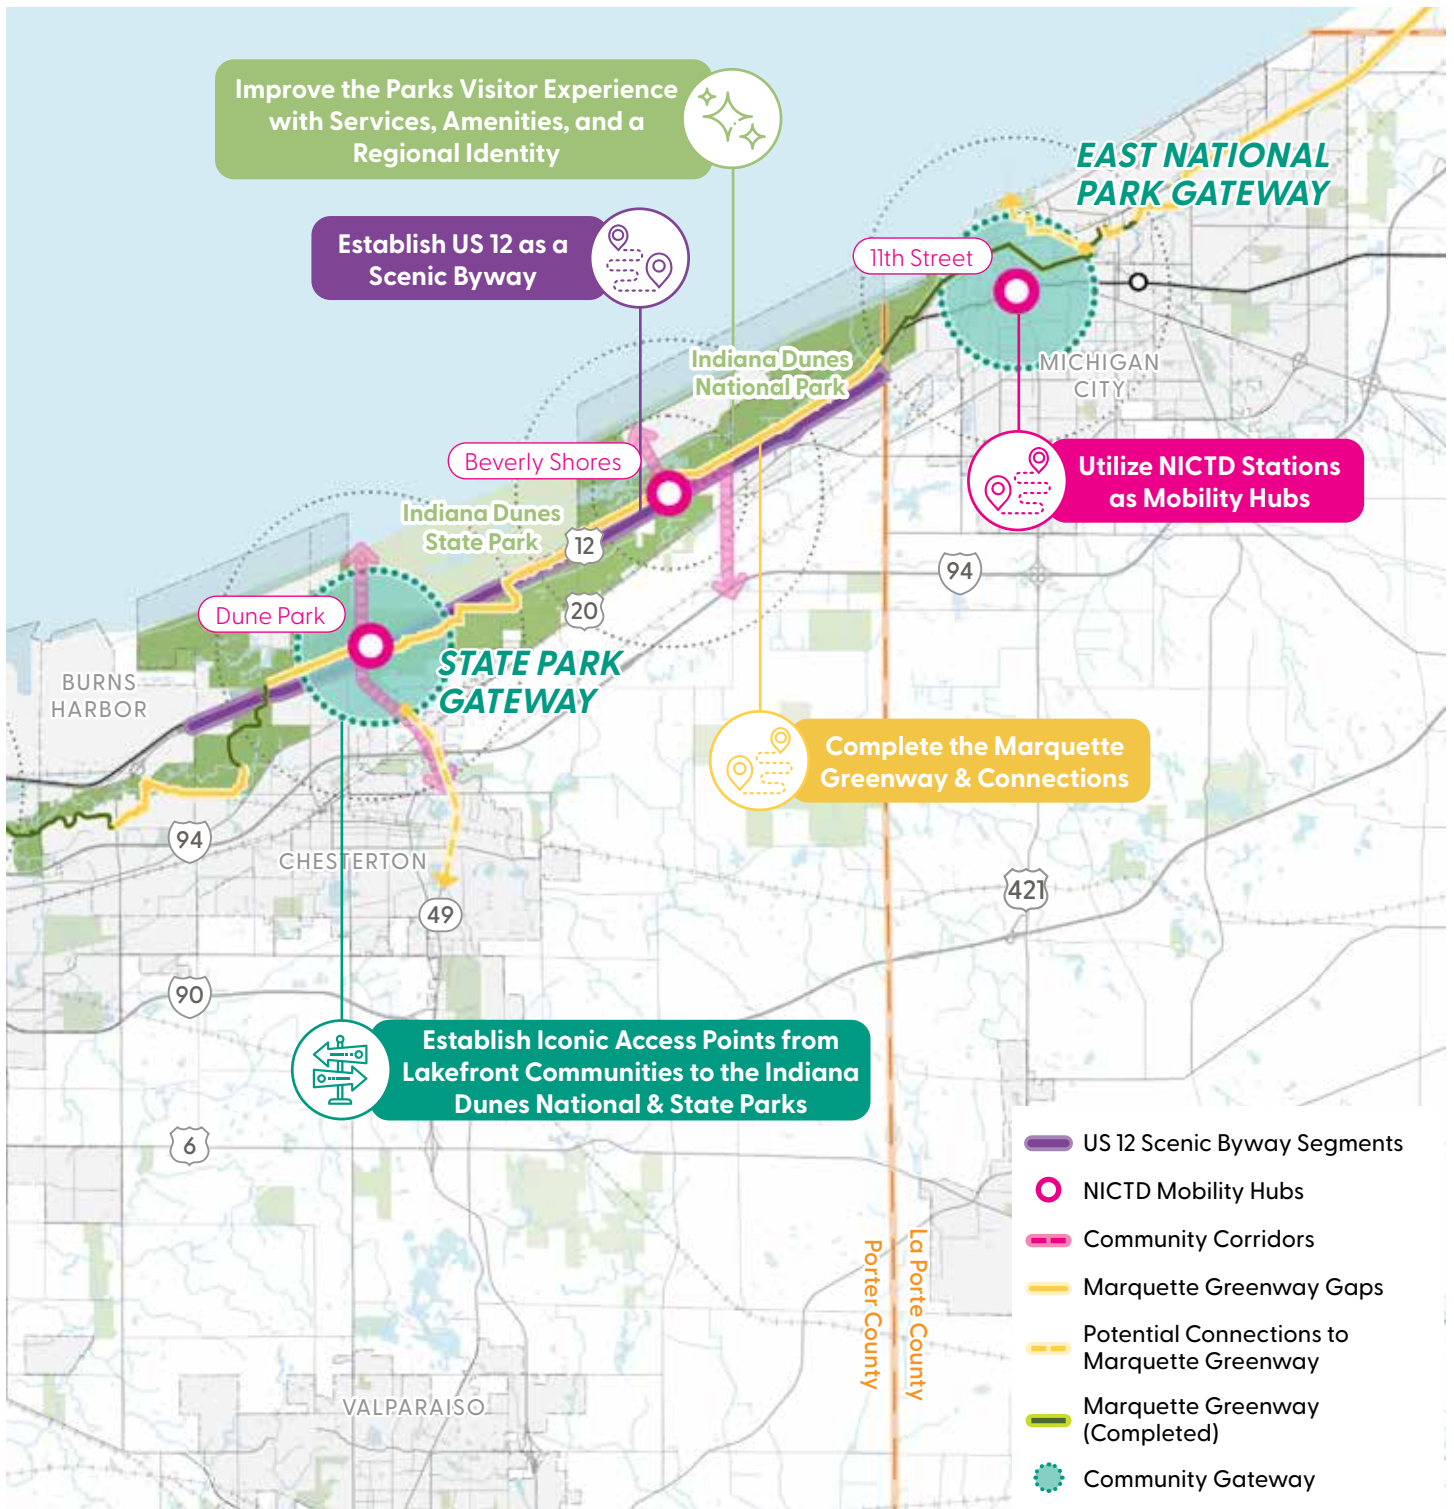 Improve the Parks Visitor Experience
with Services, Amenities, and a
Regional Identity
EAST NATIONAL
PARK GATEWAY
Establish US 12 as a
Scenic Byway
11th Street
Indiana Dunes
National Park
MICHIGAN
CITY
Beverly Shores
Utilize NICTD Stations
as Mobility Hubs
Indiana Dunes
State Park
12
94
20
Dune Park
STATE PARK
GATEWAY
BURNS
HARBOR
Complete the Marquette
Greenway & Connections
94
CHESTERTON
421
49
90
Establish Iconic Access Points from
Lakefront Communities to the Indiana
Dunes National & State Parks
6
Porter County
La Porte County
VALPARAISO
US 12 Scenic Byway Segments
NICTD Mobility Hubs
Community Corridors
Marquette Greenway Gaps
Potential Connections to
Marquette Greenway
Marquette Greenway
(Completed)
Community Gateway